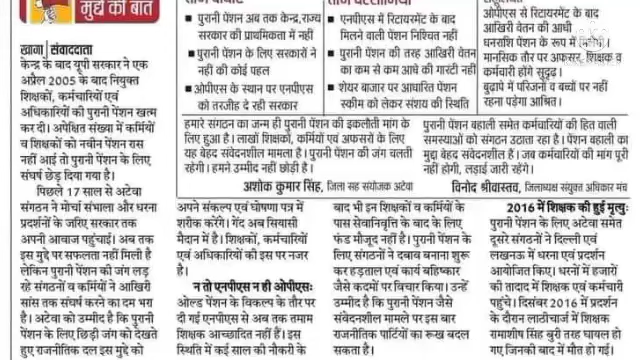 मुद्दे की बात
खागा | संवाददाता
केन्द्र के बाद यूपी सरकार ने एक
अप्रैल 2005 के बाद नियुक्त
शिक्षकों, कर्मचारियों एवं
अधिकारियों की पुरानी पेंशन खत्म
कर दी। अपेक्षित संख्या में कर्मियों
व शिक्षकों को नवीन पेंशन रास
नहीं आई तो पुरानी पेंशन के लिए
संघर्ष छेड़ दिया गया है।
पिछले 17 साल से अटेवा
संगठन ने मोर्चा संभाला और धरना
प्रदर्शनों के जरिए सरकार तक
अपनी आवाज पहुंचाई। अब तक
इस मुद्दे पर सफलता नहीं मिली है
लेकिन पुरानी पेंशन की जंग लड़
रहे संगठनों व कर्मियों ने आखिरी
सांस तक संघर्ष करने का दम भरा
है। अटेवा को उम्मीद है कि पुरानी
पेंशन के लिए छिड़ी जंग को देखते
हुए राजनीतिक दल इस मुद्दे को
पुरानी पेंशन अब तक केन्द्र, राज्य
सरकार की प्राथमिकता में नहीं
पुरानी पेंशन के लिए सरकारों ने
नहीं की कोई पहल
ओपीएस के स्थान पर एनपीएस
को तरजीह दे रही सरकार
एनपीएस में रिटायरमेंट के बाद
मिलने वाली पेंशन निश्चित नहीं
पुरानी पेंशन की तरह आखिरी वेतन
का कम से कम आधे की गारंटी नहीं
शेयर बाजार पर आधारित पेंशन
स्कीम को लेकर संशय की स्थिति
ओपीएस से रिटायरमेंट के बाद
आखिरी वेतन की आधी
धनराशि पेंशन के रूप में
मानसिक तौर पर अफसर, शिक्षक व
कर्मचारी होंगे सुदृढ़।
बुढ़ापे में परिजनों व बच्चों पर नहीं
रहना पड़ेगा आश्रित।
हमारे संगठन का जन्म ही पुरानी पेंशन की इकलौती मांग के
लिए हुआ है। लाखों शिक्षकों, कर्मियों एवं अफसरों के लिए
यह बेहद संवेदनशील मामला है। पुरानी पेंशन की जंग चलती
रहेगी। हमने उम्मीद नहीं छोड़ी है।
अशोक कुमार सिंह, जिला सह संयोजक अटेवा
पुरानी पेंशन बहाली समेत कर्मचारियों की हित वाली
समस्याओं को संगठन उठाता रहा है। पेंशन बहाली का
मुद्दा बेहद संवेदनशील हैं। जब कर्मचारियों की मांग पूरी
नहीं होगी, लड़ाई जारी रहेंगे।
विनोद श्रीवास्तव, जिलाध्यक्ष संयुक्त अधिकार मंच
अपने संकल्प एवं घोषणा पत्र में
शरीक करेंगे। गेंद अब सियासी
मैदान में है। शिक्षकों, कर्मचारियों
एवं अधिकारियों की इस पर नजर
है।
न तो एनपीएस न ही ओपीएसः
ओल्ड पेंशन के विकल्प के तौर पर
दी गई एनपीएस से अब तक तमाम
शिक्षक आच्छादित नहीं हैं। इस
स्थिति में कई साल की नौकरी के
बाद भी इन शिक्षकों व कर्मियों के
पास सेवानिवृत्ति के बाद के लिए
फंड मौजूद नहीं है। पुरानी पेंशन के
लिए संगठनों ने दबाव बनाना शुरू
कर हड़ताल एवं कार्य बहिष्कार
जैसे कदमों पर विचार किया। उन्हें
उम्मीद है कि पुरानी पेंशन जैसे
संवेदनशील मामले पर इस बार
राजनीतिक पार्टियों का रूख बदल
सकता है।
2016 में शिक्षक की हुई मृत्युः
पुरानी पेंशन के लिए अटेवा समेत
दूसरे संगठनों ने दिल्ली एवं
लखनऊ में धरना एवं प्रदर्शन
आयोजित किए। धरनों में हजारों
की तादाद में शिक्षक एवं कर्मचारी
पहुंचे। दिसंबर 2016 में प्रदर्शन
के दौरान लाठीचार्ज में शिक्षक
रामाशीष सिंह बुरी तरह घायल हो
गए जिनकी बाद में मौत हो गई।